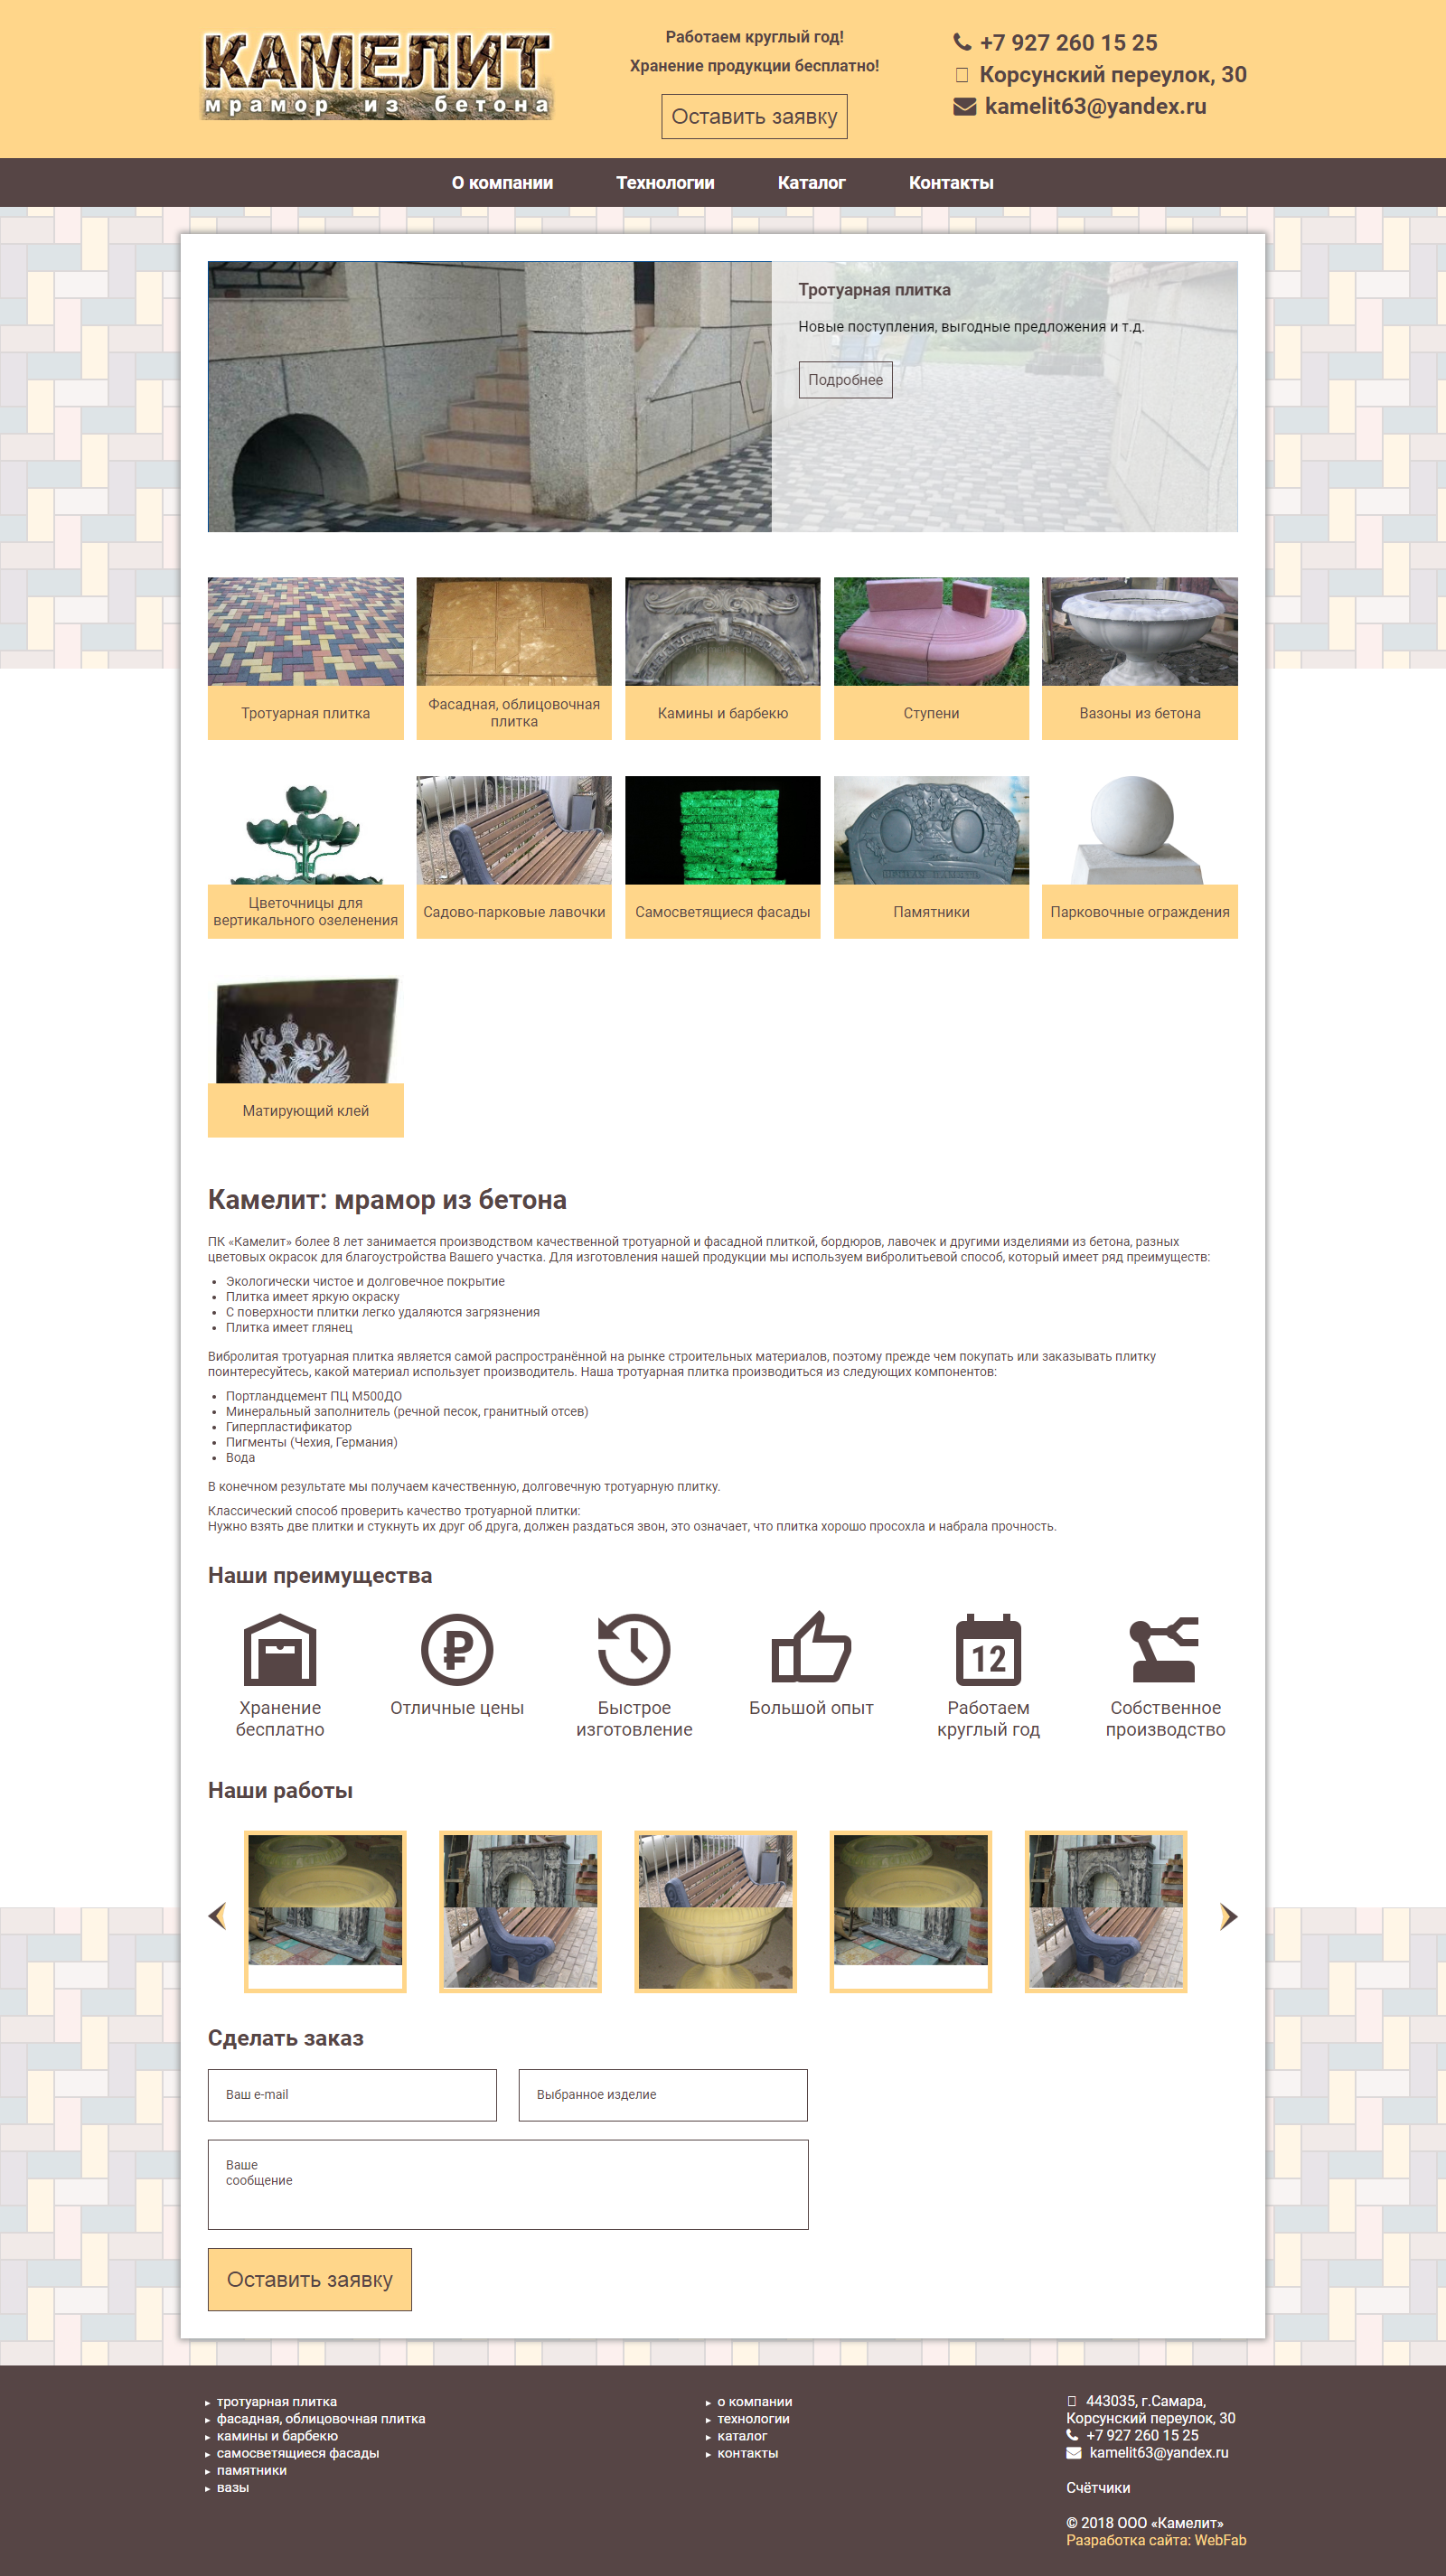 КАМЕЛИТ
мрамор из бетона
Работаем круглый год!
Хранение продукции бесплатно!
Оставить заявку
+7 927 260 15 25
Корсунский переулок, 30
kamelit63@yandex.ru
О компании
Технологии
Каталог
Контакты
Тротуарная плитка
Новые поступления, выгодные предложения и т.д.
Подробнее
Тротуарная плитка
Фасадная, облицовочная
плитка
Камины и барбекю
Ступени
Вазоны из бетона
Цветочницы для
вертикального озеленения
Садово-парковые лавочки
Самосветящиеся фасады
Памятники
Парковочные ограждения
Матирующий клей
Камелит: мрамор из бетона
ПК «Камелит» более 8 лет занимается производством качественной тротуарной и фасадной плиткой, бордюров, лавочек и другими изделиями из бетона, разных
цветовых окрасок для благоустройства Вашего участка. Для изготовления нашей продукции мы используем вибролитьевой способ, который имеет ряд преимуществ:
• Экологически чистое и долговечное покрытие
• Плитка имеет яркую окраску
• С поверхности плитки легко удаляются загрязнения
• Плитка имеет глянец
Вибролитая тротуарная плитка является самой распространённой на рынке строительных материалов, поэтому прежде чем покупать или заказывать плитку
поинтересуйтесь, какой материал использует производитель. Наша тротуарная плитка производиться из следующих компонентов:
• Портландцемент ПЦ М500ДО
• Минеральный заполнитель (речной песок, гранитный отсев)
• Гиперпластификатор
• Пигменты (Чехия, Германия)
• Вода
В конечном результате мы получаем качественную, долговечную тротуарную плитку.
Классический способ проверить качество тротуарной плитки:
Нужно взять две плитки и стукнуть их друг об друга, должен раздаться звон, это означает, что плитка хорошо просохла и набрала прочность.
Наши преимущества
12
Хранение
бесплатно
Отличные цены
Быстрое
изготовление
Большой опыт
Работаем
круглый год
Собственное
производство
Наши работы
Сделать заказ
Ваш e-mail
Выбранное изделие
Ваше
сообщение
Оставить заявку
тротуарная плитка
фасадная, облицовочная плитка
камины и барбекю
самосветящиеся фасады
памятники
вазы
о компании
технологии
каталог
контакты
443035, г.Самара,
Корсунский переулок, 30
+7 927 260 15 25
kamelit63@yandex.ru
Счётчики
© 2018 ООО «Камелит»
Разработка сайта: WebFab